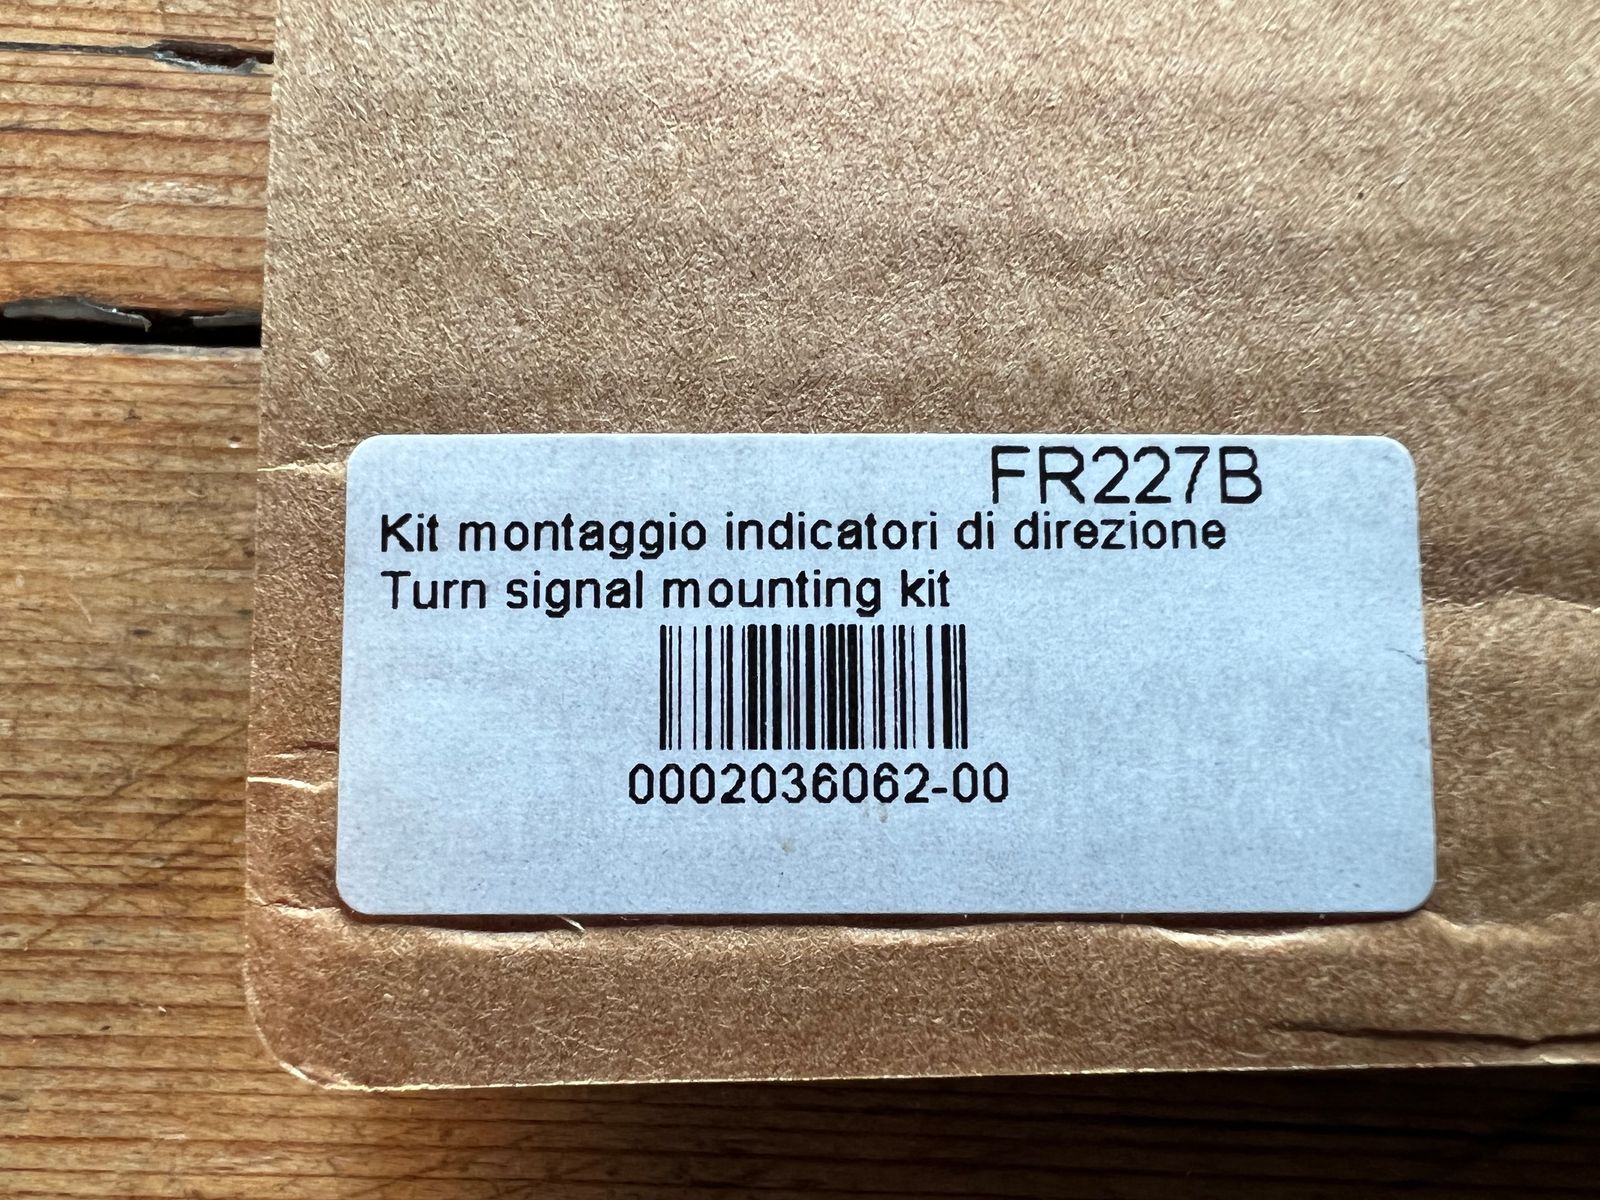 FR227B
Kit montaggio indicatori di direzione
Turn signal mounting kit
0002036062-00